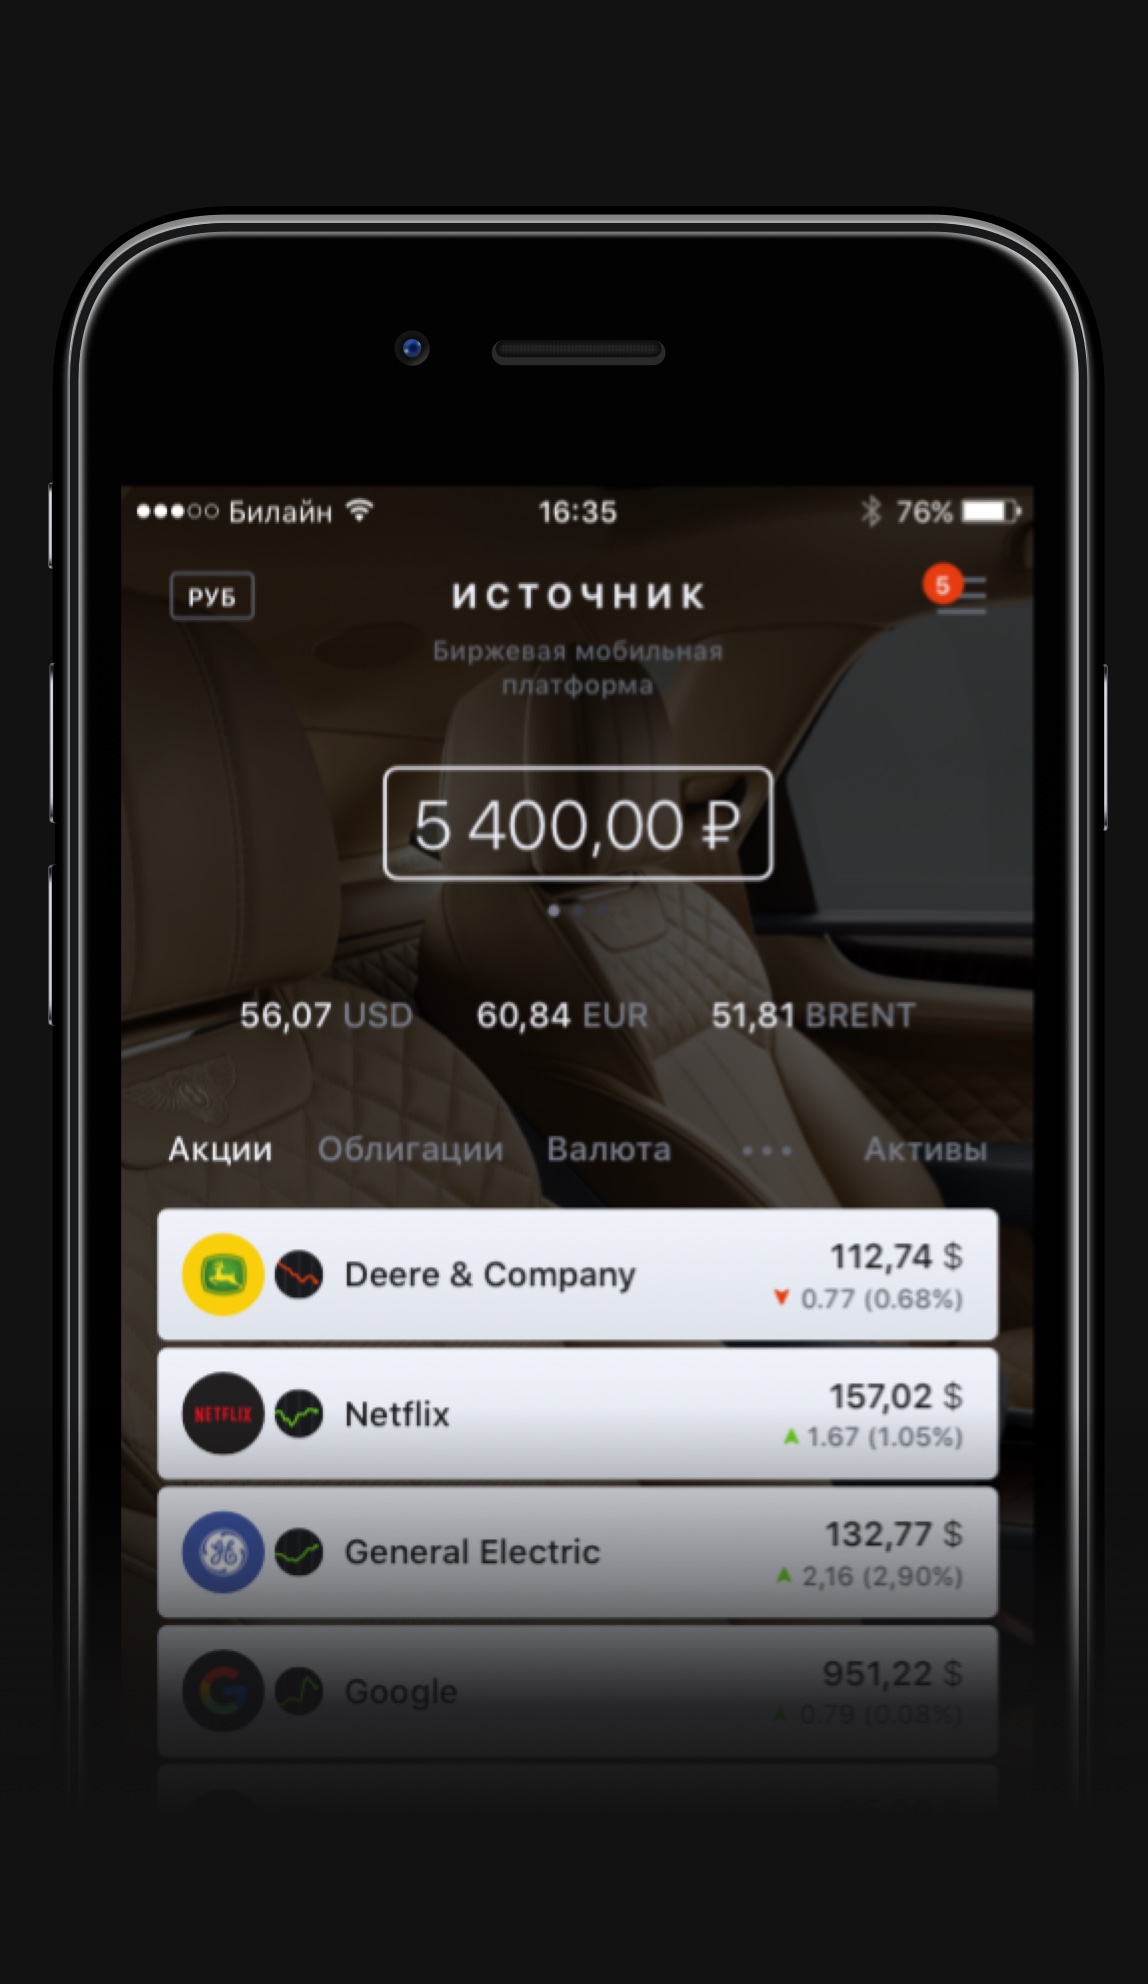 Билайн 16:35 76%
РУБ ИСТОЧНИК 5
Биржевая мобильная
платформа
5 400,00 ₽
56,07 USD 60,84 EUR 51,81 BRENT
Акции Облигации Валюта ••• Активы
Deere & Company 112,74 $
0.77 (0.68%)
NETFLIX Netflix 157,02 $
1.67 (1.05%)
GE General Electric 132,77 $
2,16 (2,90%)
G Google 951,22 $
0.79 (0.08%)